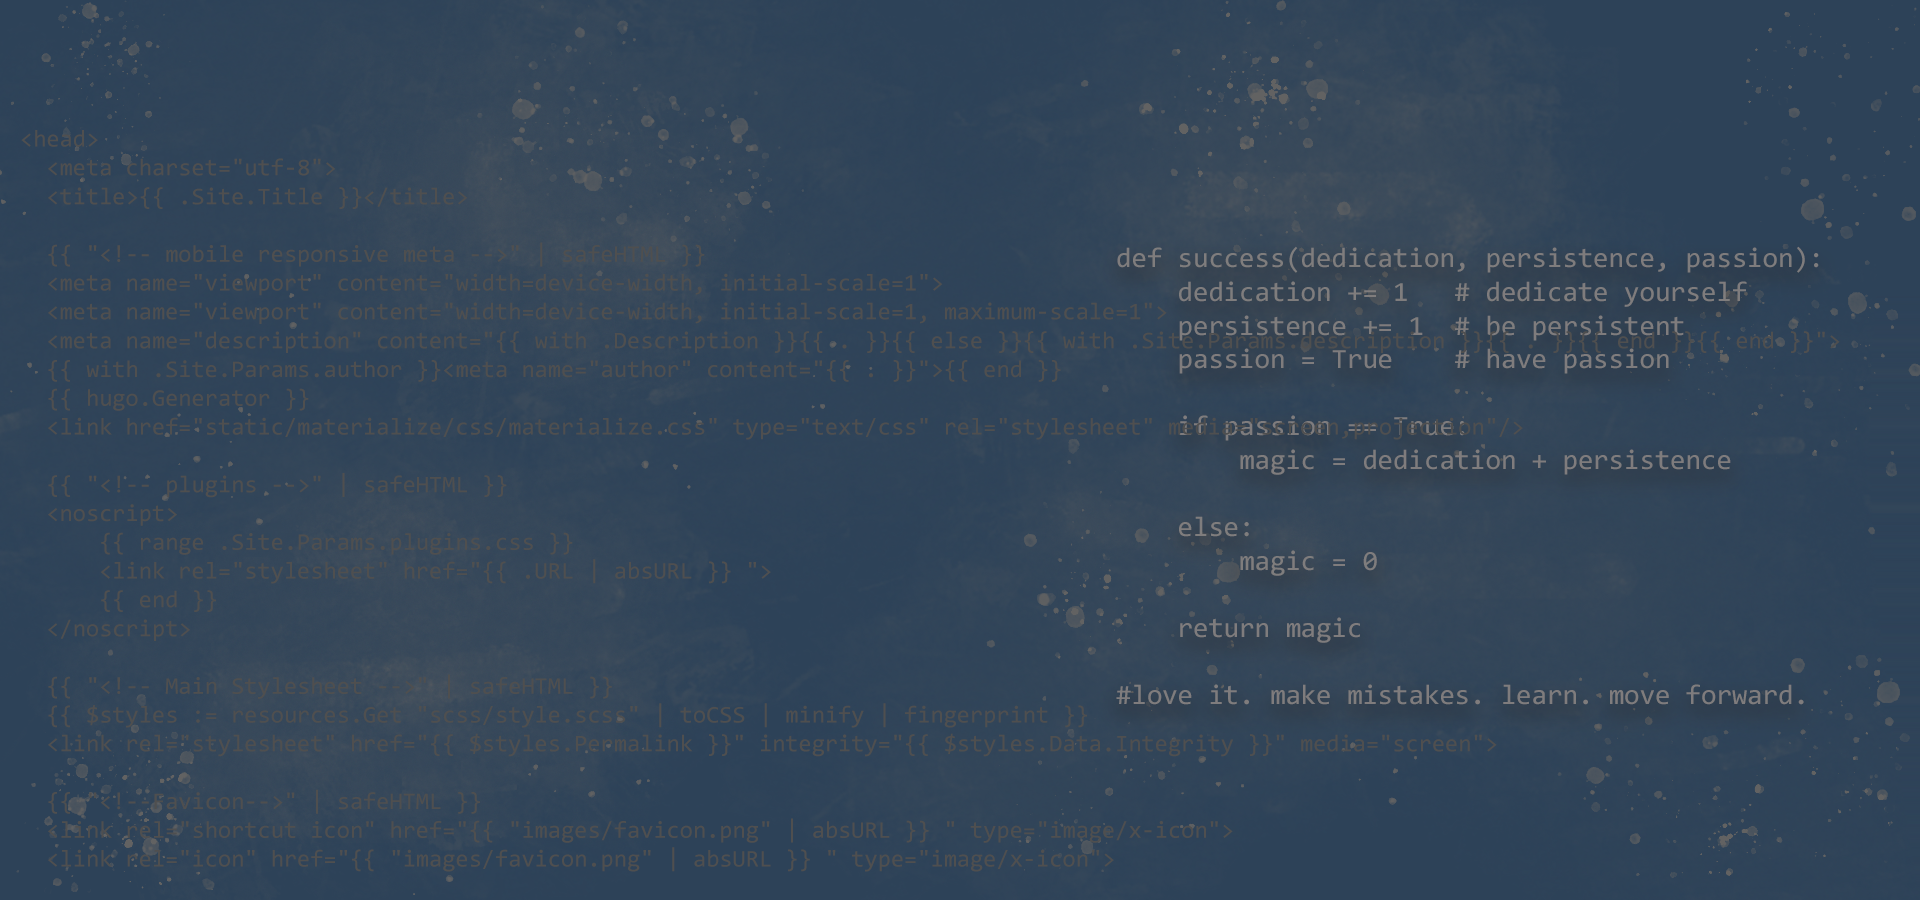 <head>
<meta charset="utf-8">
<title>{{ .Site.Title }}</title>
{{ "<!-- mobile responsive meta -->" | safeHTML }}
<meta name="viewport" content="width=device-width, initial-scale=1">
<meta name="viewport" content="width=device-width, initial-scale=1, maximum-scale=1">
<meta name="description" content="{{ with .Description }}{{ . }}{{ else }}{{ with .Site.Params.description }}{{ . }}{{ end }}{{ end }}">
{{ with .Site.Params.author }}<meta name="author" content="{{ . }}">{{ end }}
{{ hugo.Generator }}
<link href="static/materialize/css/materialize.css" type="text/css" rel="stylesheet" media="screen,projection"/>
{{ "<!-- plugins -->" | safeHTML }}
<noscript>
{{ range .Site.Params.plugins.css }}
<link rel="stylesheet" href="{{ .URL | absURL }} ">
{{ end }}
</noscript>
{{ "<!-- Main Stylesheet -->" | safeHTML }}
{{ $styles := resources.Get "scss/style.scss" | toCSS | minify | fingerprint }}
<link rel="stylesheet" href="{{ $styles.Permalink }}" integrity="{{ $styles.Data.Integrity }}" media="screen">
{{ "<!--Favicon-->" | safeHTML }}
<link rel="shortcut icon" href="{{ "images/favicon.png" | absURL }} " type="image/x-icon">
<link rel="icon" href="{{ "images/favicon.png" | absURL }} " type="image/x-icon">
def success(dedication, persistence, passion):
dedication += 1 # dedicate yourself
persistence += 1 # be persistent
passion = True # have passion
if passion == True:
magic = dedication + persistence
else:
magic = 0
return magic
#love it. make mistakes. learn. move forward.